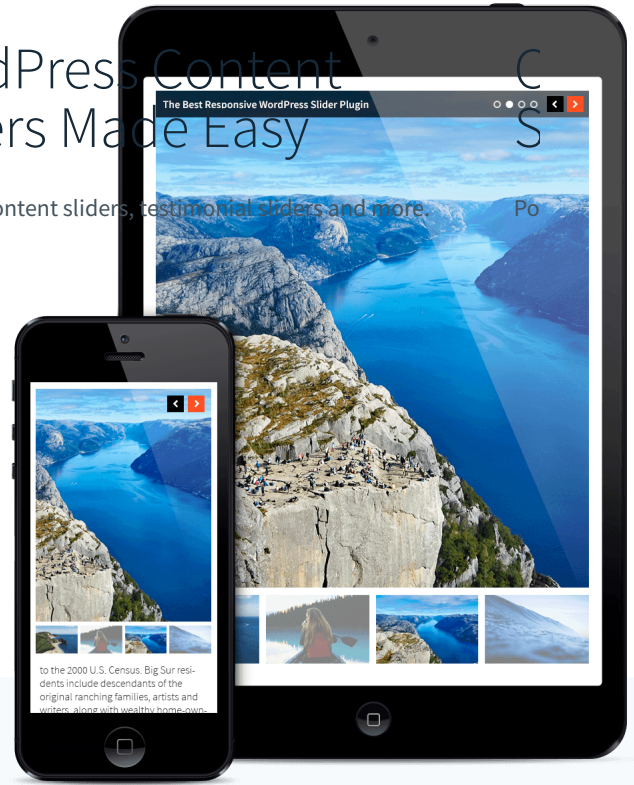 dPress Content
ers Made Easy
ontent sliders, testimonial sliders and more.
C
S
Po
The Best Responsive WordPress Slider Plugin
to the 2000 U.S. Census. Big Sur resi-
dents include descendants of the
original ranching families, artists and
writers, along with wealthy home-own-